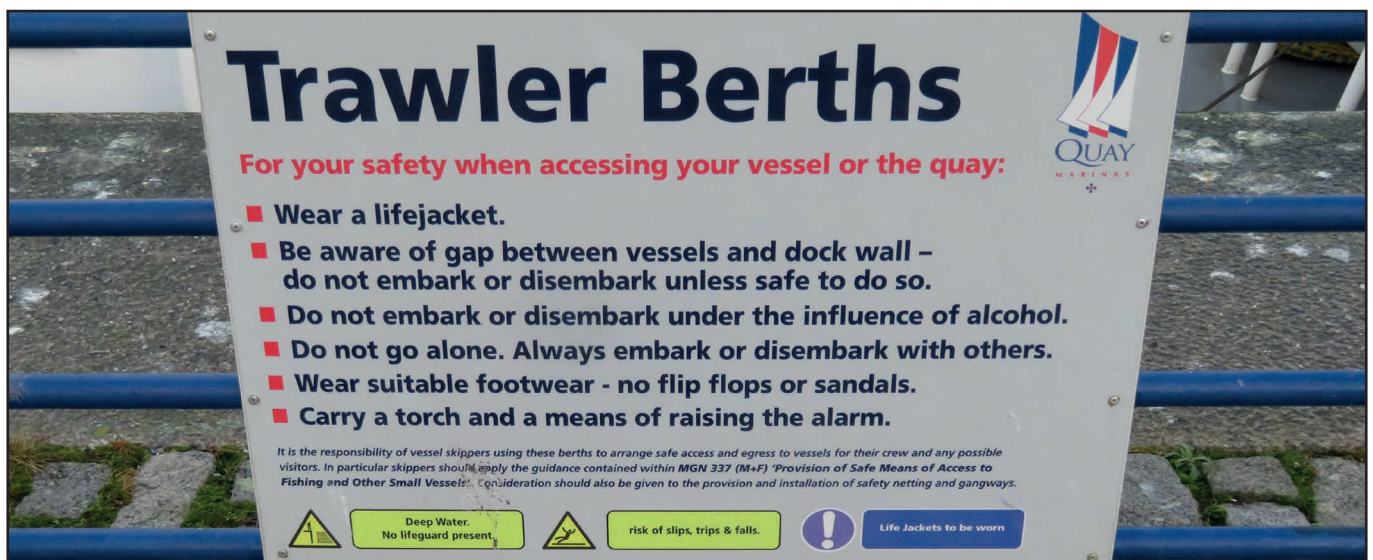 Trawler Berths
QUAY
MARINAS
For your safety when accessing your vessel or the quay:
Wear a lifejacket.
Be aware of gap between vessels and dock wall –
do not embark or disembark unless safe to do so.
Do not embark or disembark under the influence of alcohol.
Do not go alone. Always embark or disembark with others.
Wear suitable footwear - no flip flops or sandals.
Carry a torch and a means of raising the alarm.
It is the responsibility of vessel skippers using these berths to arrange safe access and egress to vessels for their crew and any possible
visitors. In particular skippers should apply the guidance contained within MGN 337 (M+F) ‘Provision of Safe Means of Access to
Fishing and Other Small Vessels’. Consideration should also be given to the provision and installation of safety netting and gangways.
Deep Water.
No lifeguard present.
risk of slips, trips & falls.
Life Jackets to be worn